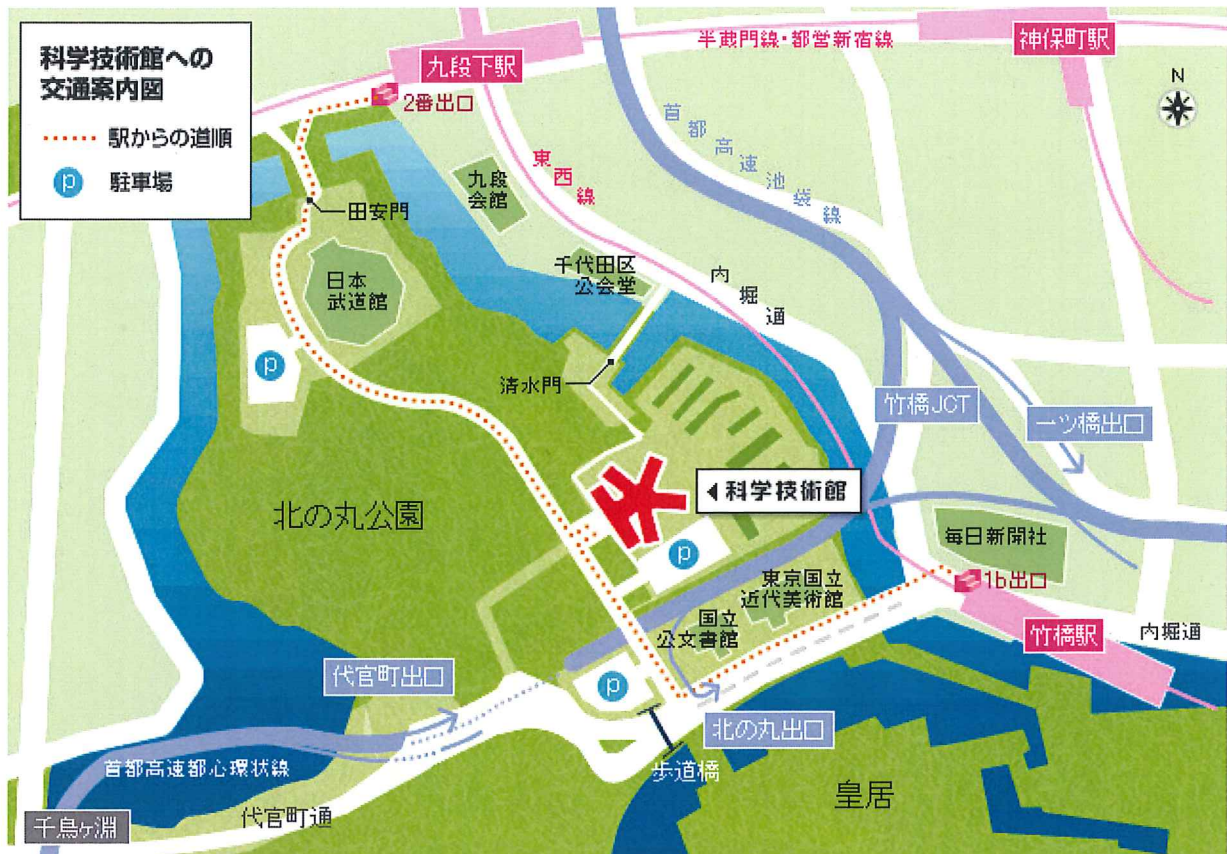 科学技術館への
交通案内図
駅からの道順
P
駐車場
九段下駅
半蔵門線・都営新宿線
神保町駅
N
2番出口
首都高速池袋線
東西線
九段
会館
田安門
千代田区
公会堂
内堀通
日本
武道館
P
清水門
竹橋JCT
一ツ橋出口
科学技術館
北の丸公園
P
毎日新聞社
東京国立
近代美術館
1b出口
国立
公文書館
竹橋駅
内堀通
代官町出口
P
北の丸出口
首都高速都心環状線
歩道橋
皇居
代官町通
千鳥ヶ淵